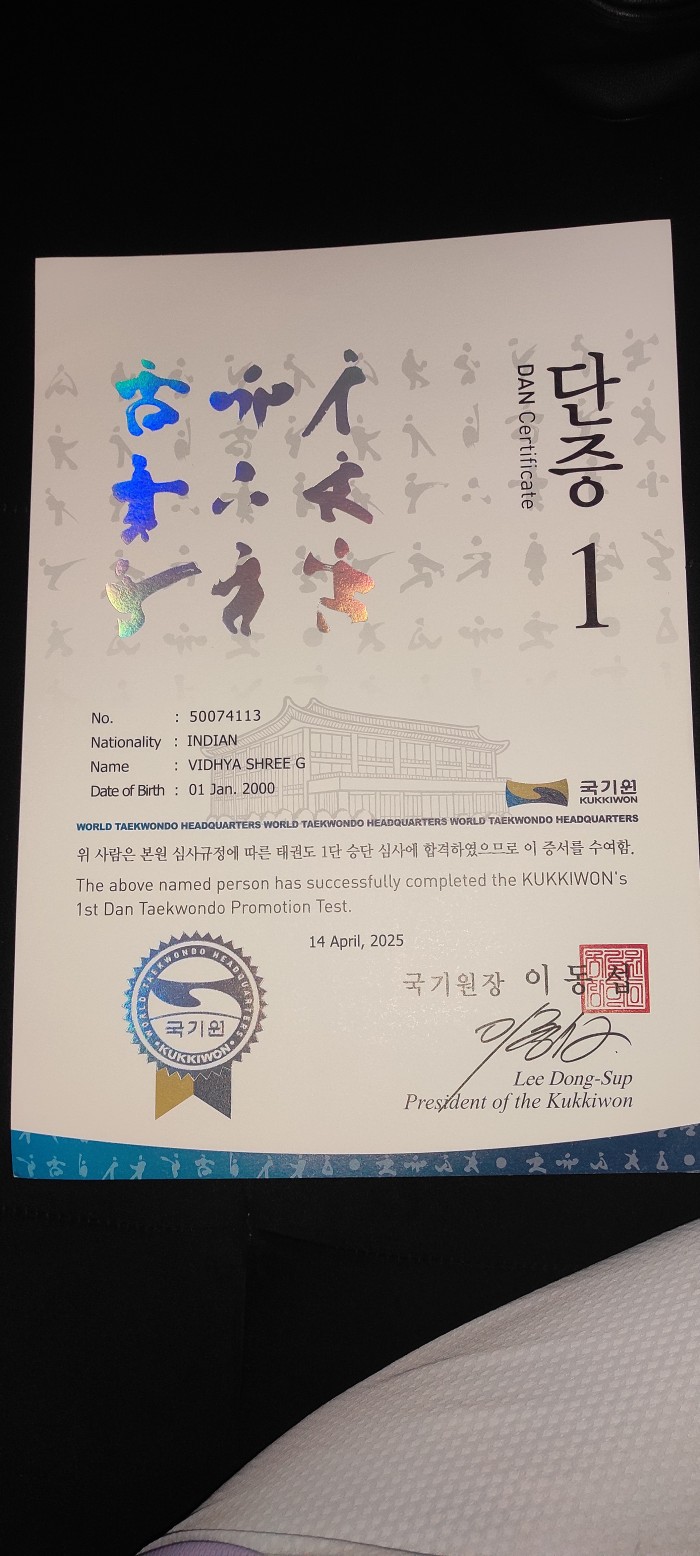 단증
DAN Certificate
1
No. : 50074113
Nationality : INDIAN
Name : VIDHYA SHREE G
Date of Birth : 01 Jan. 2000
국기원
KUKKIWON
WORLD TAEKWONDO HEADQUARTERS WORLD TAEKWONDO HEADQUARTERS WORLD TAEKWONDO HEADQUARTERS
위 사람은 본원 심사규정에 따른 태권도 1단 승단 심사에 합격하였으므로 이 증서를 수여함.
The above named person has successfully completed the KUKKIWON's
1st Dan Taekwondo Promotion Test.
14 April, 2025
WORLD TAEKWONDO HEADQUARTERS
국기원
KUKKIWON
국기원장 이동섭
Lee Dong-Sup
President of the Kukkiwon